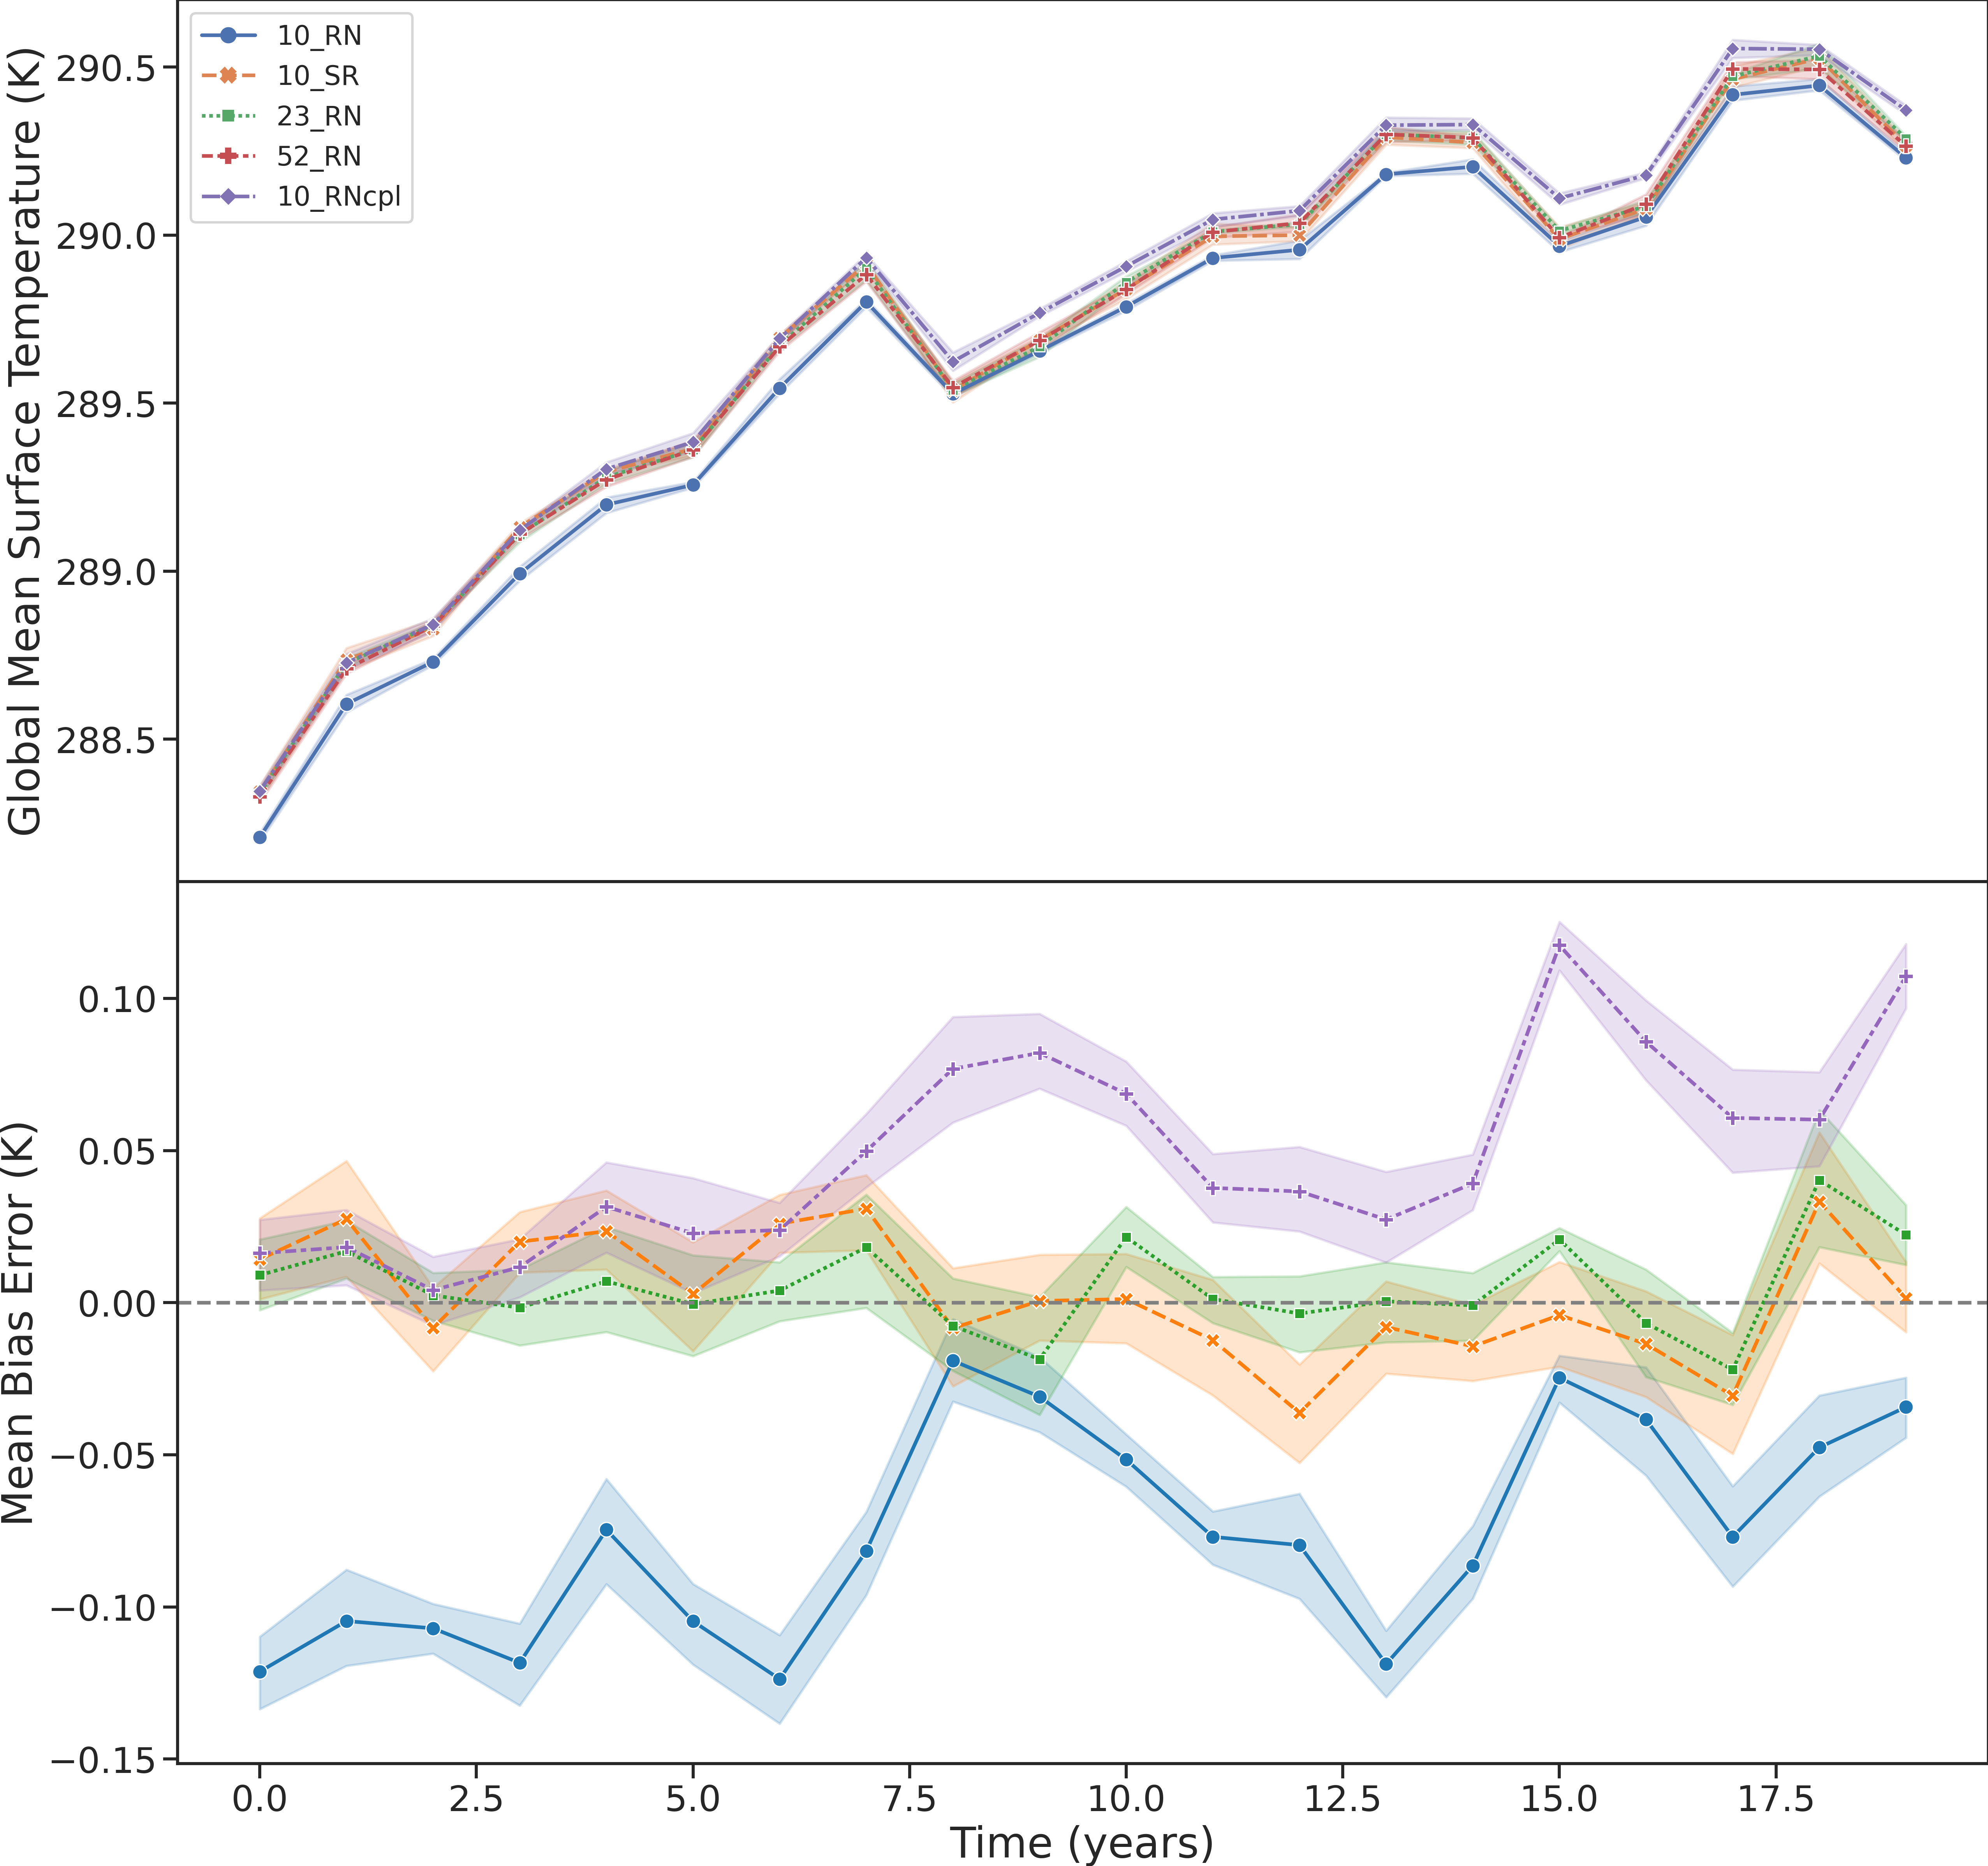 Global Mean Surface Temperature (K)
290.5
290.0
289.5
289.0
288.5
10_RN
10_SR
23_RN
52_RN
10_RNcpl
Mean Bias Error (K)
0.10
0.05
0.00
−0.05
−0.10
−0.15
0.0 2.5 5.0 7.5 10.0 12.5 15.0 17.5
Time (years)